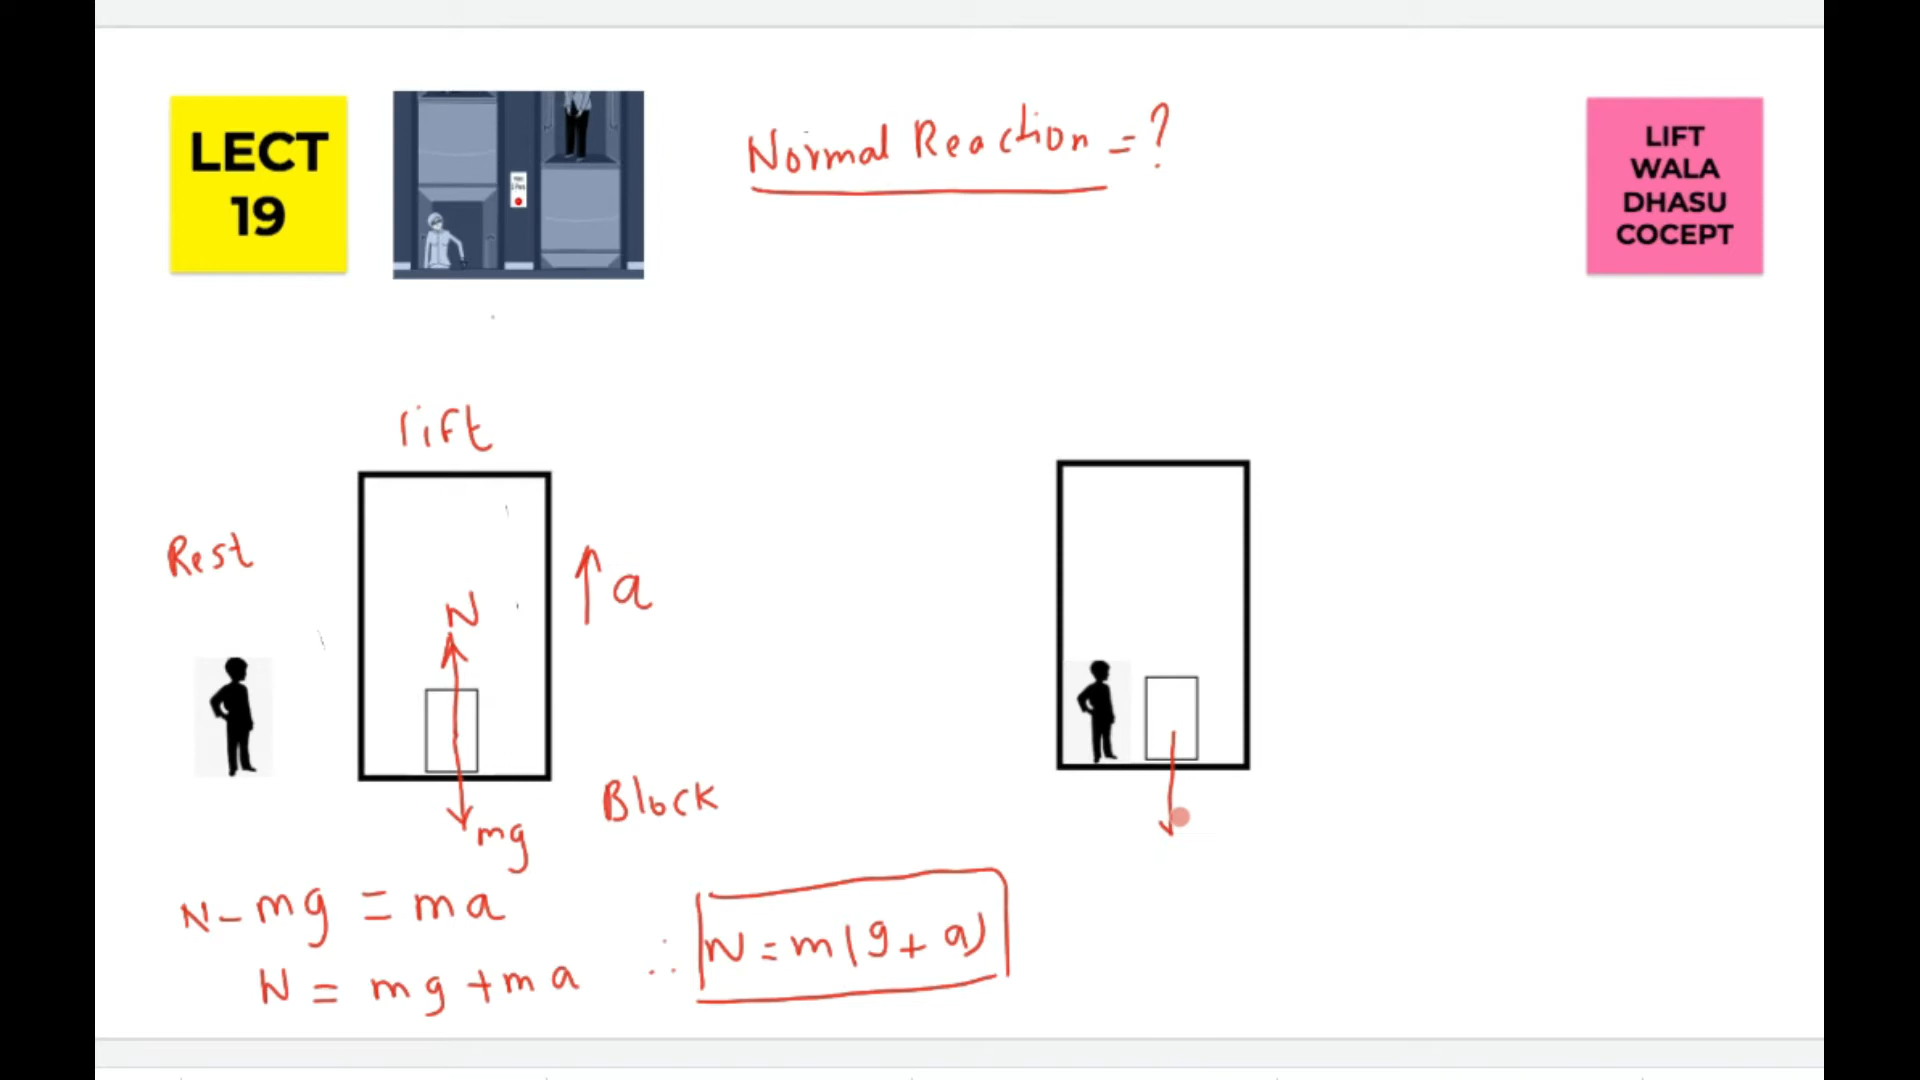 LECT
19
Normal Reaction = ?
LIFT
WALA
DHASU
COCEPT
lift
Rest
N
a
mg
Block
N - mg = ma
N = mg + ma
∴ N = m(g + a)